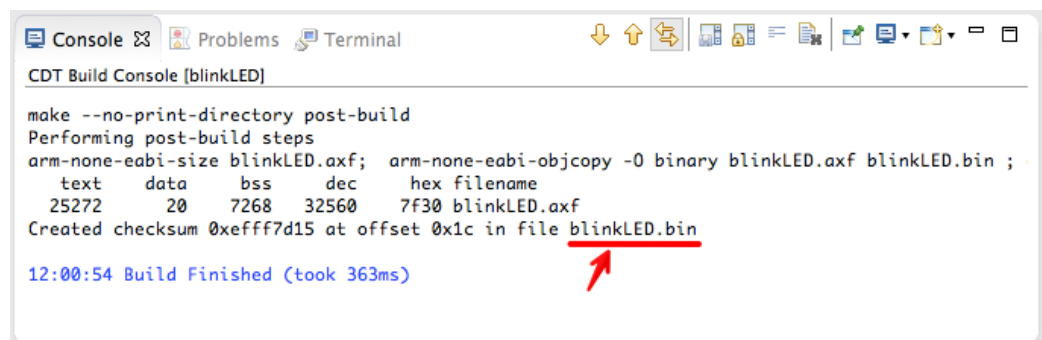 Console Problems Terminal
CDT Build Console [blinkLED]
make --no-print-directory post-build
Performing post-build steps
arm-none-eabi-size blinkLED.axf;  arm-none-eabi-objcopy -O binary blinkLED.axf blinkLED.bin ;
   text    data     bss     dec     hex filename
  25272      20    7268   32560    7f30 blinkLED.axf
Created checksum 0xefff7d15 at offset 0x1c in file blinkLED.bin
12:00:54 Build Finished (took 363ms)